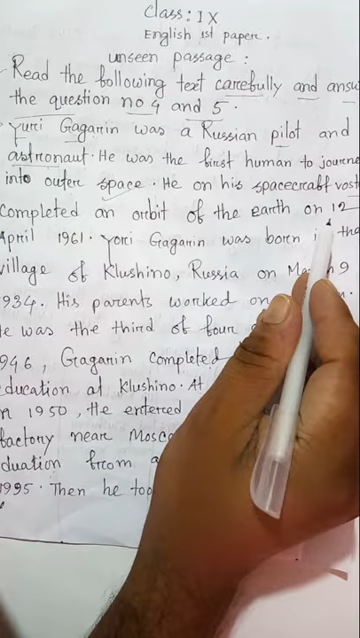 Class: IX
English 1st paper.
unseen passage:
Read the following text carefully and answ
the question no 4 and 5.
Yuri Gagarin was a Russian pilot and
astronaut. He was the first human to journe
into outer space. He on his spacecraft vost
completed an orbit of the earth on 12
April 1961. Yuri Gagarin was born the
village of Klushino, Russia on 9
934. His parents worked on
e was the third of four
946, Gagarin completed
ducation at Klushino. At
n 1950, He entered
factory near Mosc
duation from a
1995. Then he too